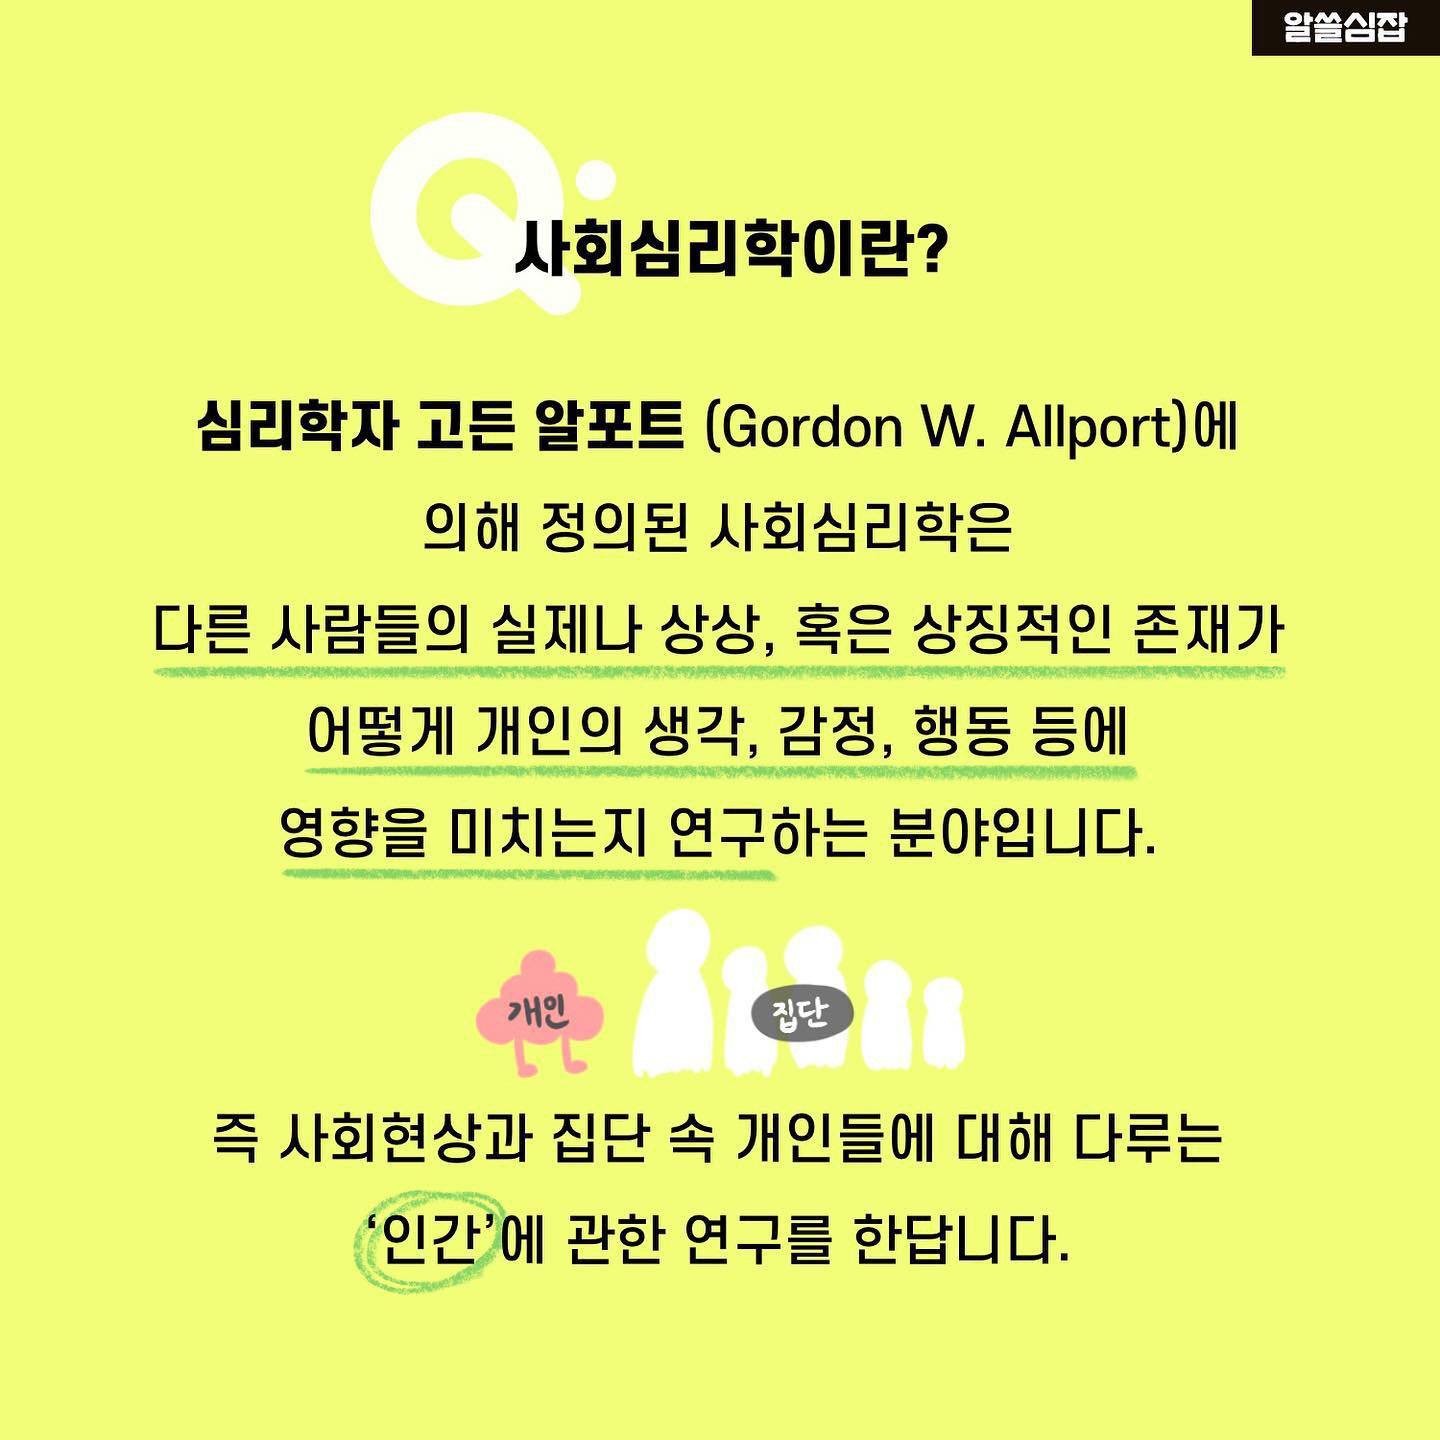 알쓸심잡
Q.
사회심리학이란?
심리학자 고든 알포트 (Gordon W. Allport)에
의해 정의된 사회심리학은
다른 사람들의 실제나 상상, 혹은 상징적인 존재가
어떻게 개인의 생각, 감정, 행동 등에
영향을 미치는지 연구하는 분야입니다.
개인
집단
즉 사회현상과 집단 속 개인들에 대해 다루는
‘인간’에 관한 연구를 한답니다.